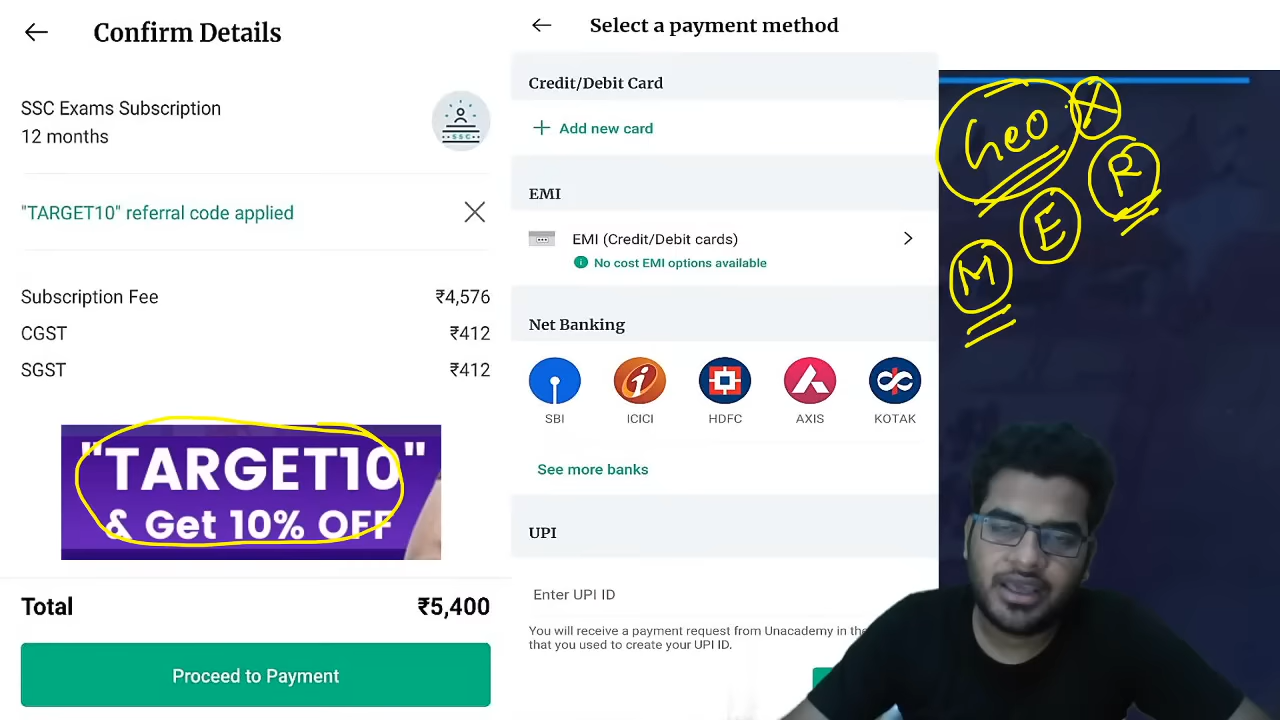 Confirm Details
SSC Exams Subscription
12 months
SSC
"TARGET10" referral code applied
Subscription Fee ₹4,576
CGST ₹412
SGST ₹412
"TARGET10"
& Get 10% OFF
Total ₹5,400
Proceed to Payment
Select a payment method
Credit/Debit Card
Add new card
EMI
EMI (Credit/Debit cards)
No cost EMI options available
Net Banking
SBI ICICI HDFC AXIS KOTAK
See more banks
UPI
Enter UPI ID
You will receive a payment request from Unacademy in the
that you used to create your UPI ID.
Geo X
R
E
M